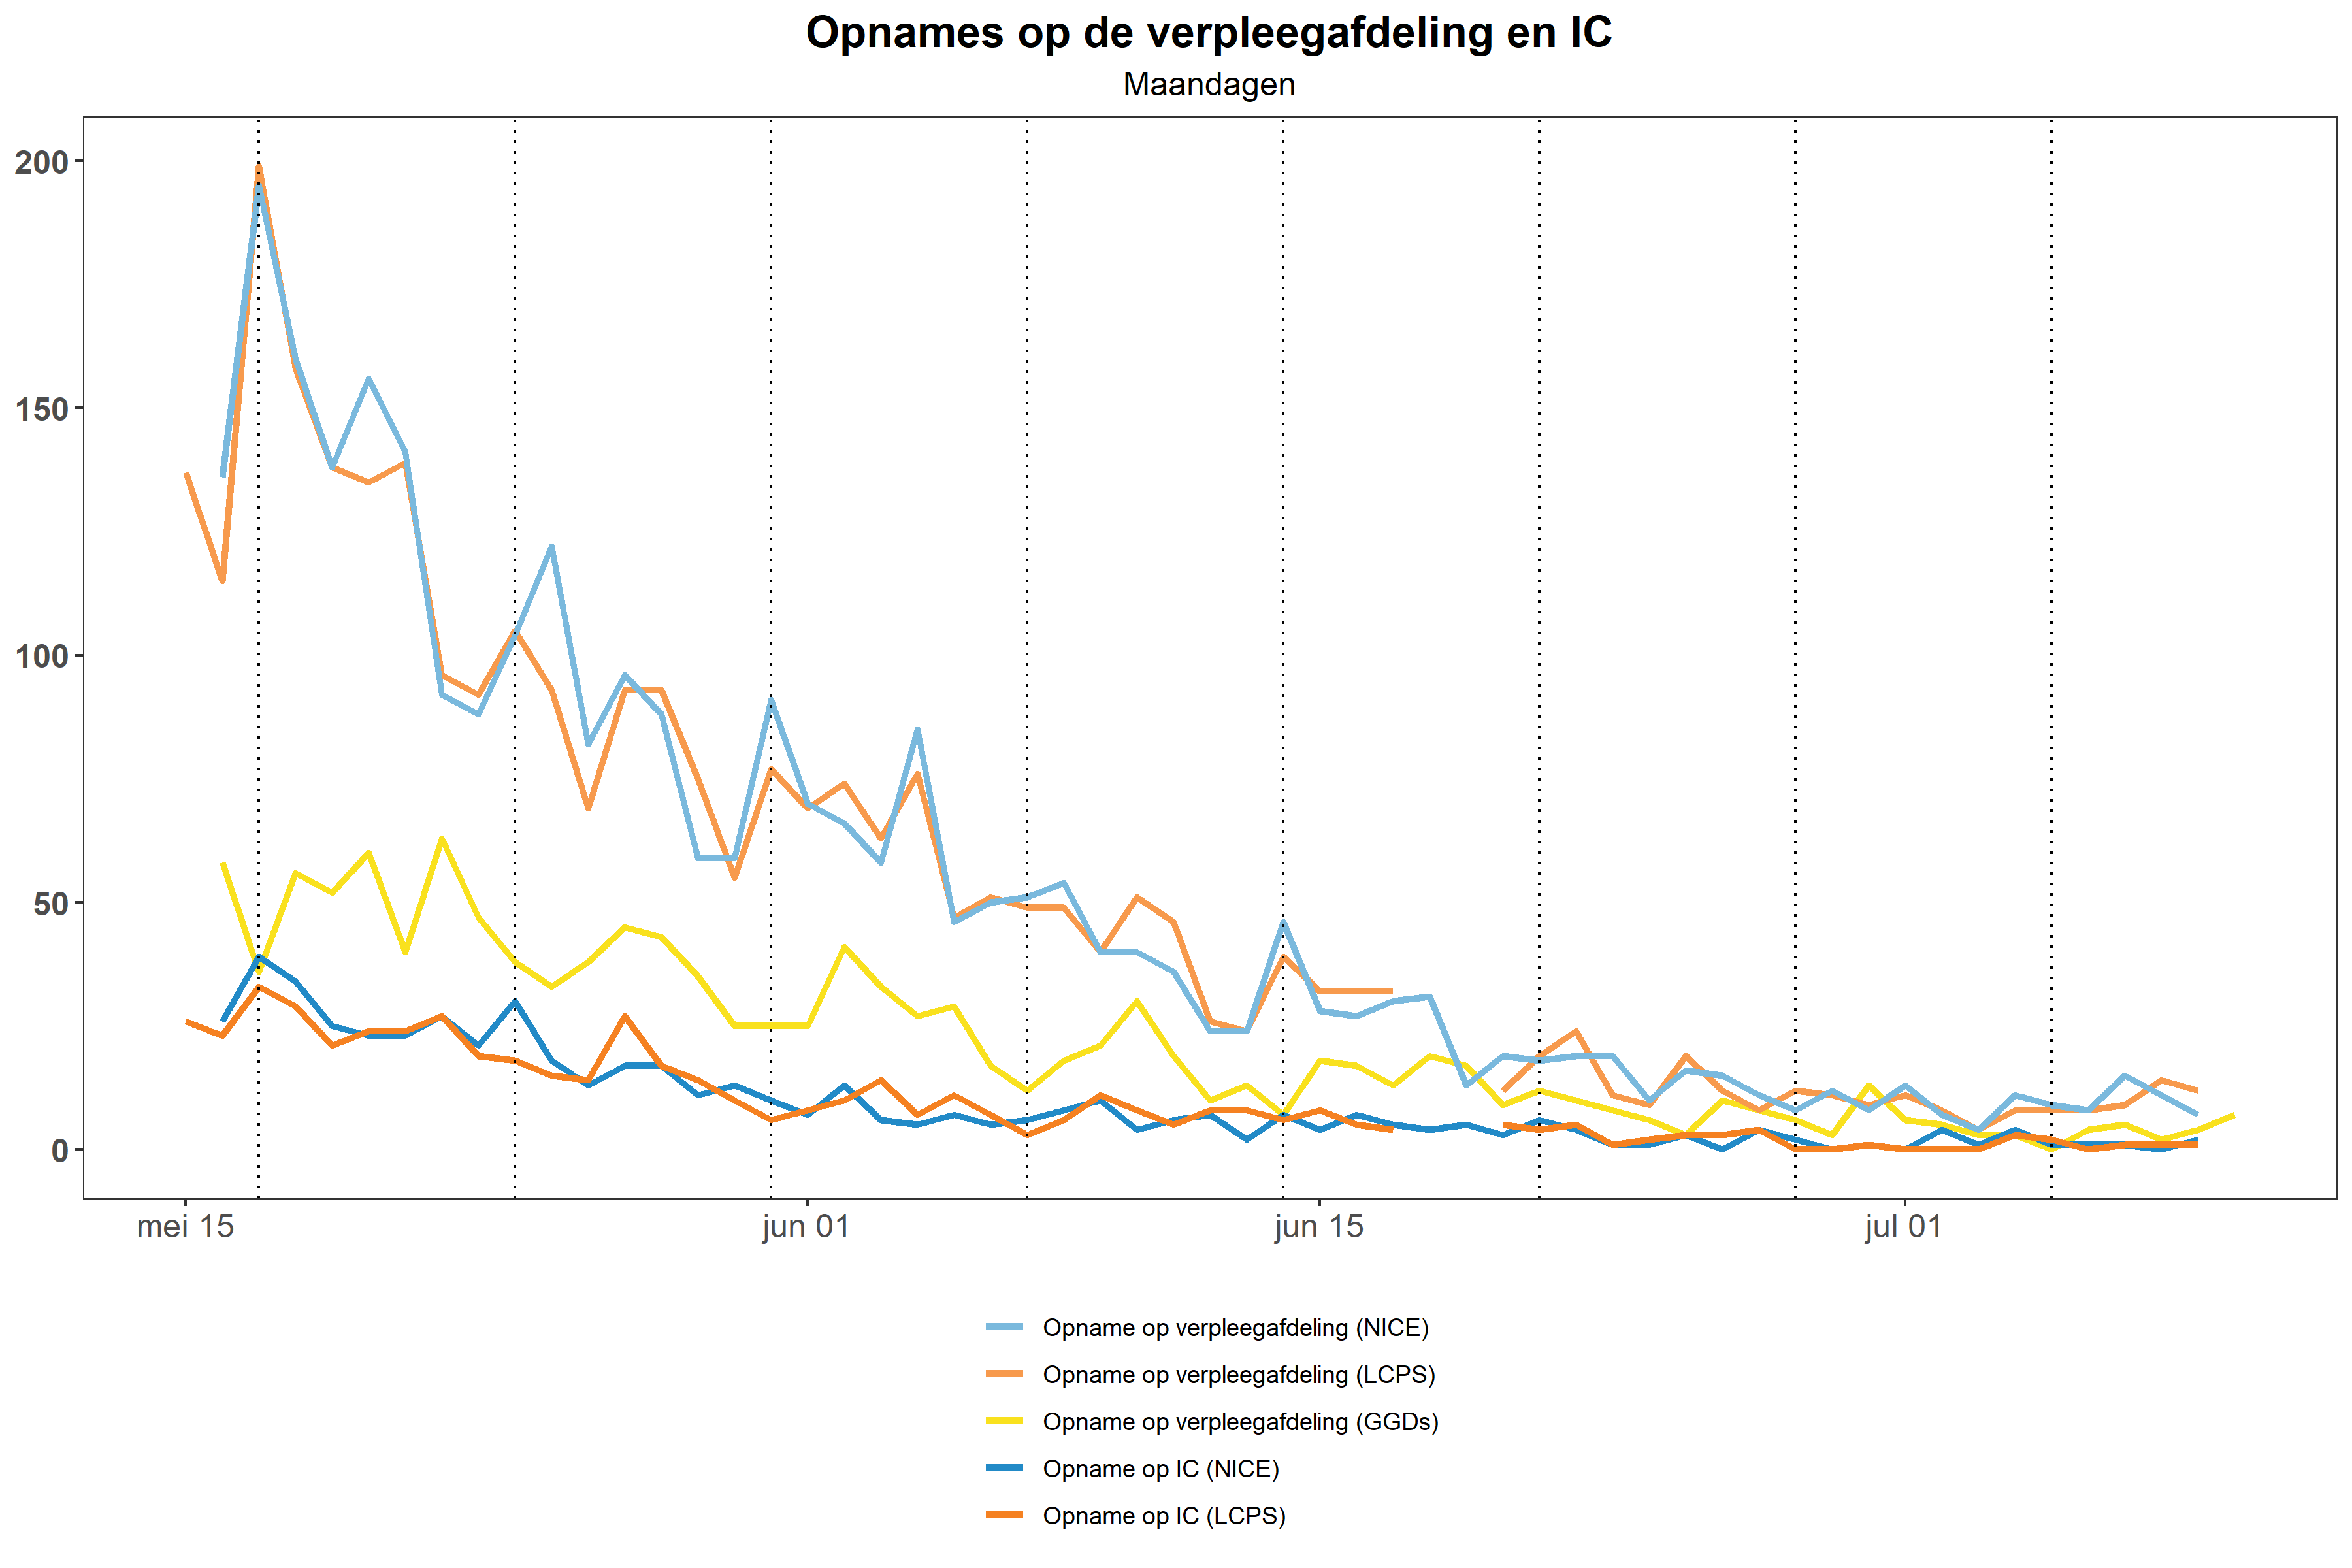 Opnames op de verpleegafdeling en IC
Maandagen
200
150
100
50
0
mei 15 jun 01 jun 15 jul 01
Opname op verpleegafdeling (NICE)
Opname op verpleegafdeling (LCPS)
Opname op verpleegafdeling (GGDs)
Opname op IC (NICE)
Opname op IC (LCPS)